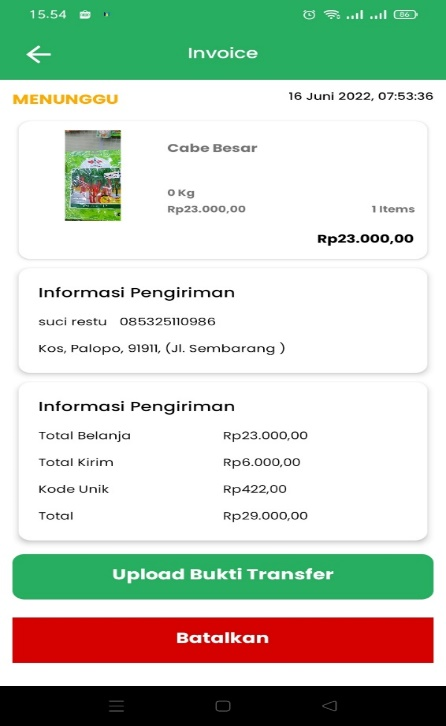 15.54
86
Invoice
MENUNGGU
16 Juni 2022, 07:53:36
Cabe Besar
0 Kg
Rp23.000,00 1 Items
Rp23.000,00
Informasi Pengiriman
suci restu 085325110986
Kos, Palopo, 91911, (Jl. Sembarang )
Informasi Pengiriman
Total Belanja Rp23.000,00
Total Kirim Rp6.000,00
Kode Unik Rp422,00
Total Rp29.000,00
Upload Bukti Transfer
Batalkan